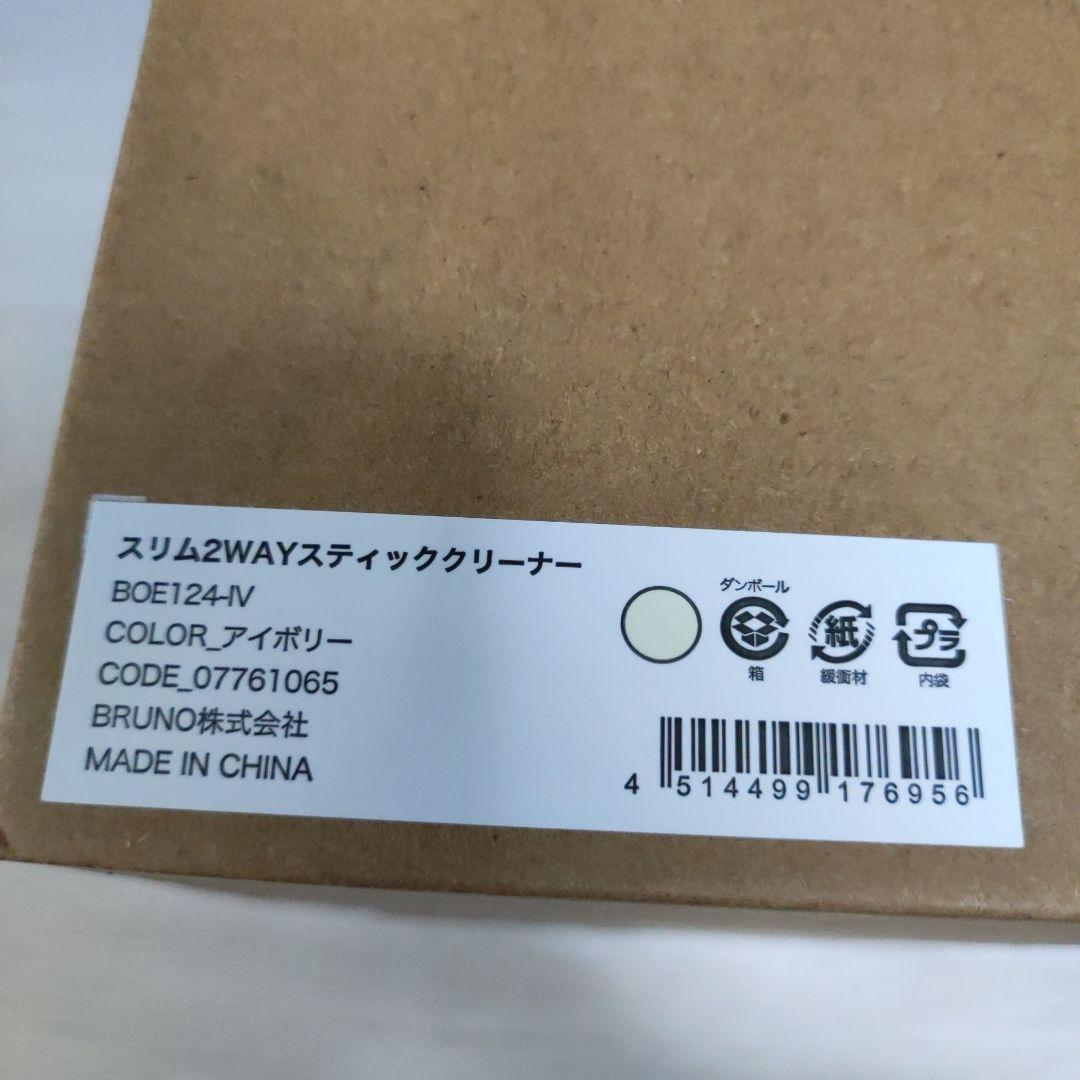 スリム2WAYスティッククリーナー
BOE124-IV
COLOR_アイボリー
CODE_07761065
BRUNO株式会社
MADE IN CHINA
ダンボール
箱
紙
緩衝材
プラ
内袋
4 514499 176956